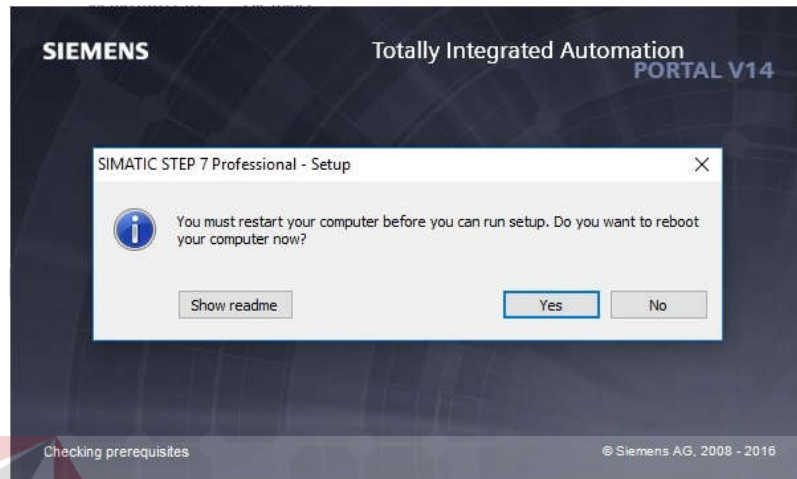 SIEMENS
Totally Integrated Automation
PORTAL V14
SIMATIC STEP 7 Professional - Setup
You must restart your computer before you can run setup. Do you want to reboot
your computer now?
Show readme
Yes
No
Checking prerequisites
© Siemens AG, 2008 - 2016